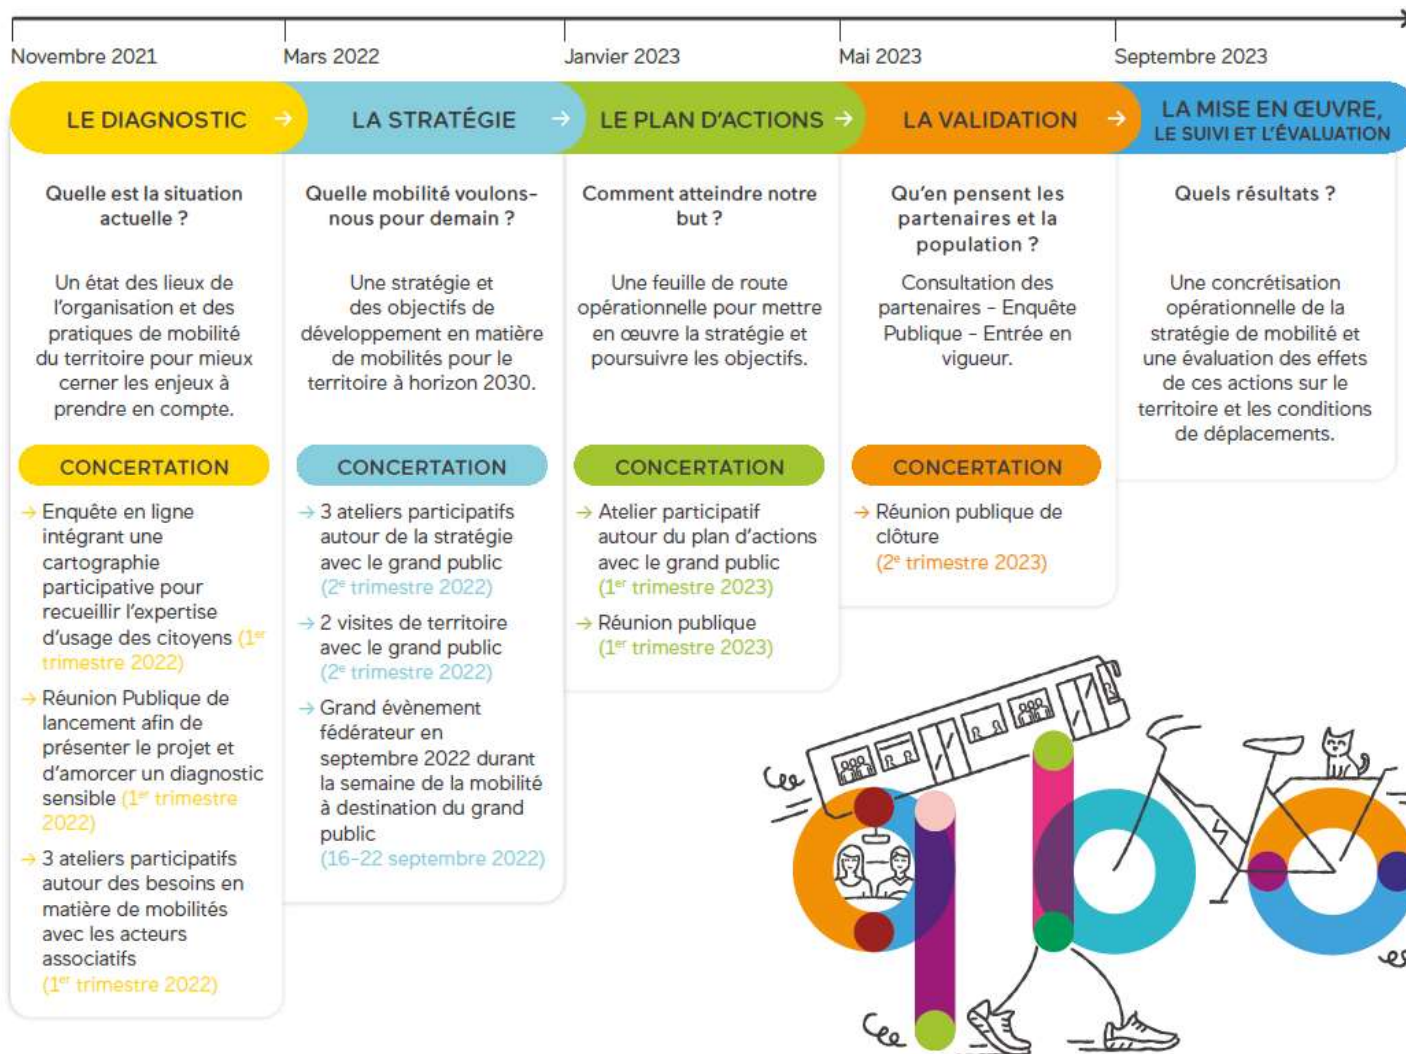 Novembre 2021
Mars 2022
Janvier 2023
Mai 2023
Septembre 2023
LE DIAGNOSTIC →
LA STRATÉGIE →
LE PLAN D'ACTIONS →
LA VALIDATION →
LA MISE EN ŒUVRE,
LE SUIVI ET L'ÉVALUATION
Quelle est la situation
actuelle ?
Un état des lieux de
l'organisation et des
pratiques de mobilité
du territoire pour mieux
cerner les enjeux à
prendre en compte.
CONCERTATION
→ Enquête en ligne
intégrant une
cartographie
participative pour
recueillir l'expertise
d'usage des citoyens (1er
trimestre 2022)
→ Réunion Publique de
lancement afin de
présenter le projet et
d'amorcer un diagnostic
sensible (1er trimestre
2022)
→ 3 ateliers participatifs
autour des besoins en
matière de mobilités
avec les acteurs
associatifs
(1er trimestre 2022)
Quelle mobilité voulons-
nous pour demain ?
Une stratégie et
des objectifs de
développement en matière
de mobilités pour le
territoire à horizon 2030.
CONCERTATION
→ 3 ateliers participatifs
autour de la stratégie
avec le grand public
(2e trimestre 2022)
→ 2 visites de territoire
avec le grand public
(2e trimestre 2022)
→ Grand évènement
fédérateur en
septembre 2022 durant
la semaine de la mobilité
à destination du grand
public
(16-22 septembre 2022)
Comment atteindre notre
but ?
Une feuille de route
opérationnelle pour mettre
en œuvre la stratégie et
poursuivre les objectifs.
CONCERTATION
→ Atelier participatif
autour du plan d'actions
avec le grand public
(1er trimestre 2023)
→ Réunion publique
(1er trimestre 2023)
Qu'en pensent les
partenaires et la
population ?
Consultation des
partenaires – Enquête
Publique – Entrée en
vigueur.
CONCERTATION
→ Réunion publique de
clôture
(2e trimestre 2023)
Quels résultats ?
Une concrétisation
opérationnelle de la
stratégie de mobilité et
une évaluation des effets
de ces actions sur le
territoire et les conditions
de déplacements.